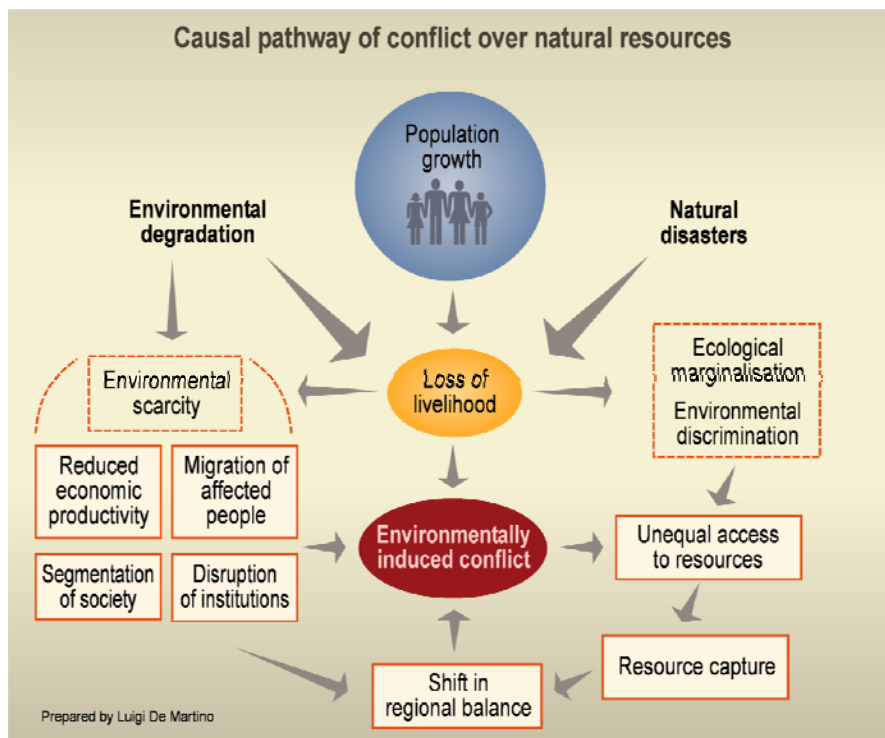 Causal pathway of conflict over natural resources
Population
growth
Environmental
degradation
Natural
disasters
Environmental
scarcity
Loss of
livelihood
Ecological
marginalisation
Environmental
discrimination
Reduced
economic
productivity
Migration of
affected
people
Environmentally
induced conflict
Unequal access
to resources
Segmentation
of society
Disruption
of institutions
Shift in
regional balance
Resource capture
Prepared by Luigi De Martino